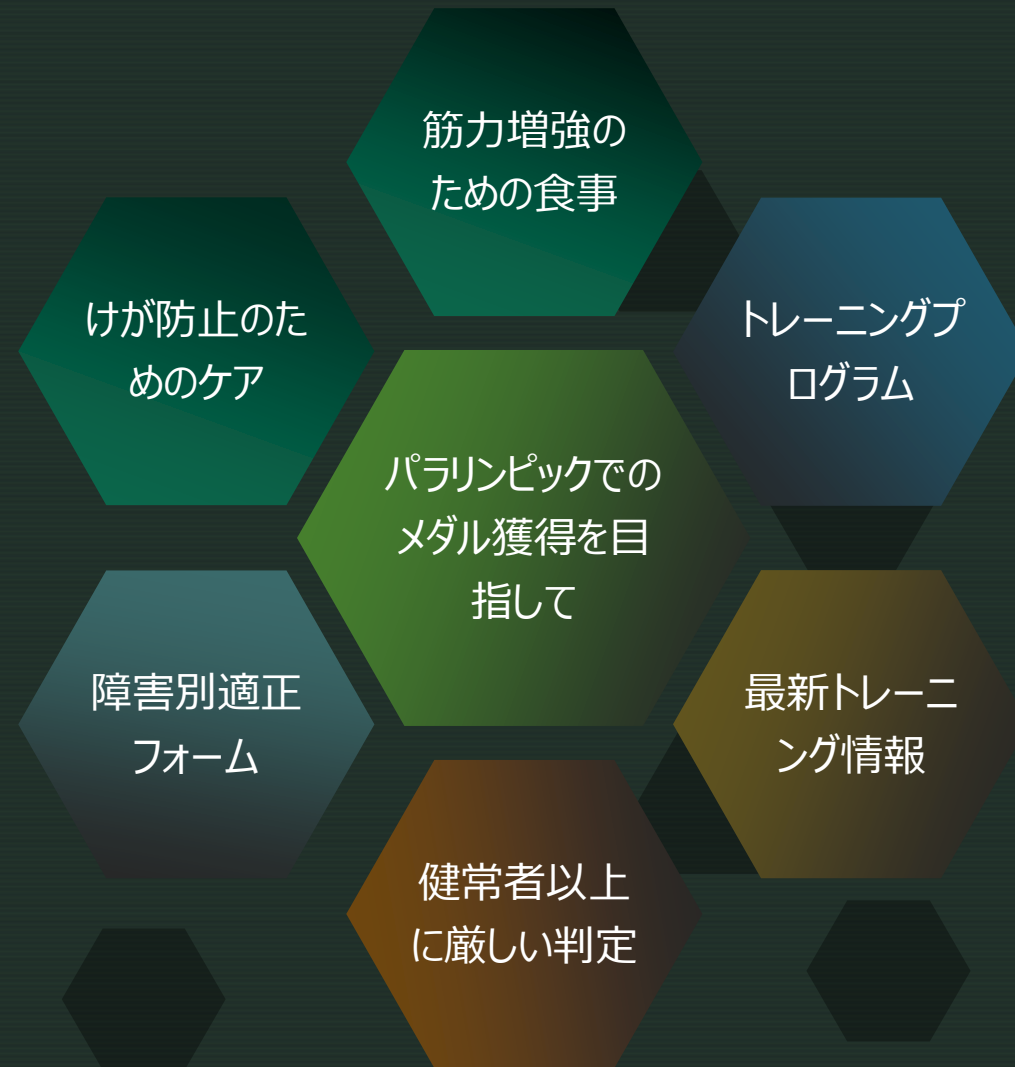 筋力増強の
ための食事
けが防止のた
めのケア
トレーニングプ
ログラム
パラリンピックでの
メダル獲得を目
指して
障害別適正
フォーム
最新トレーニ
ング情報
健常者以上
に厳しい判定